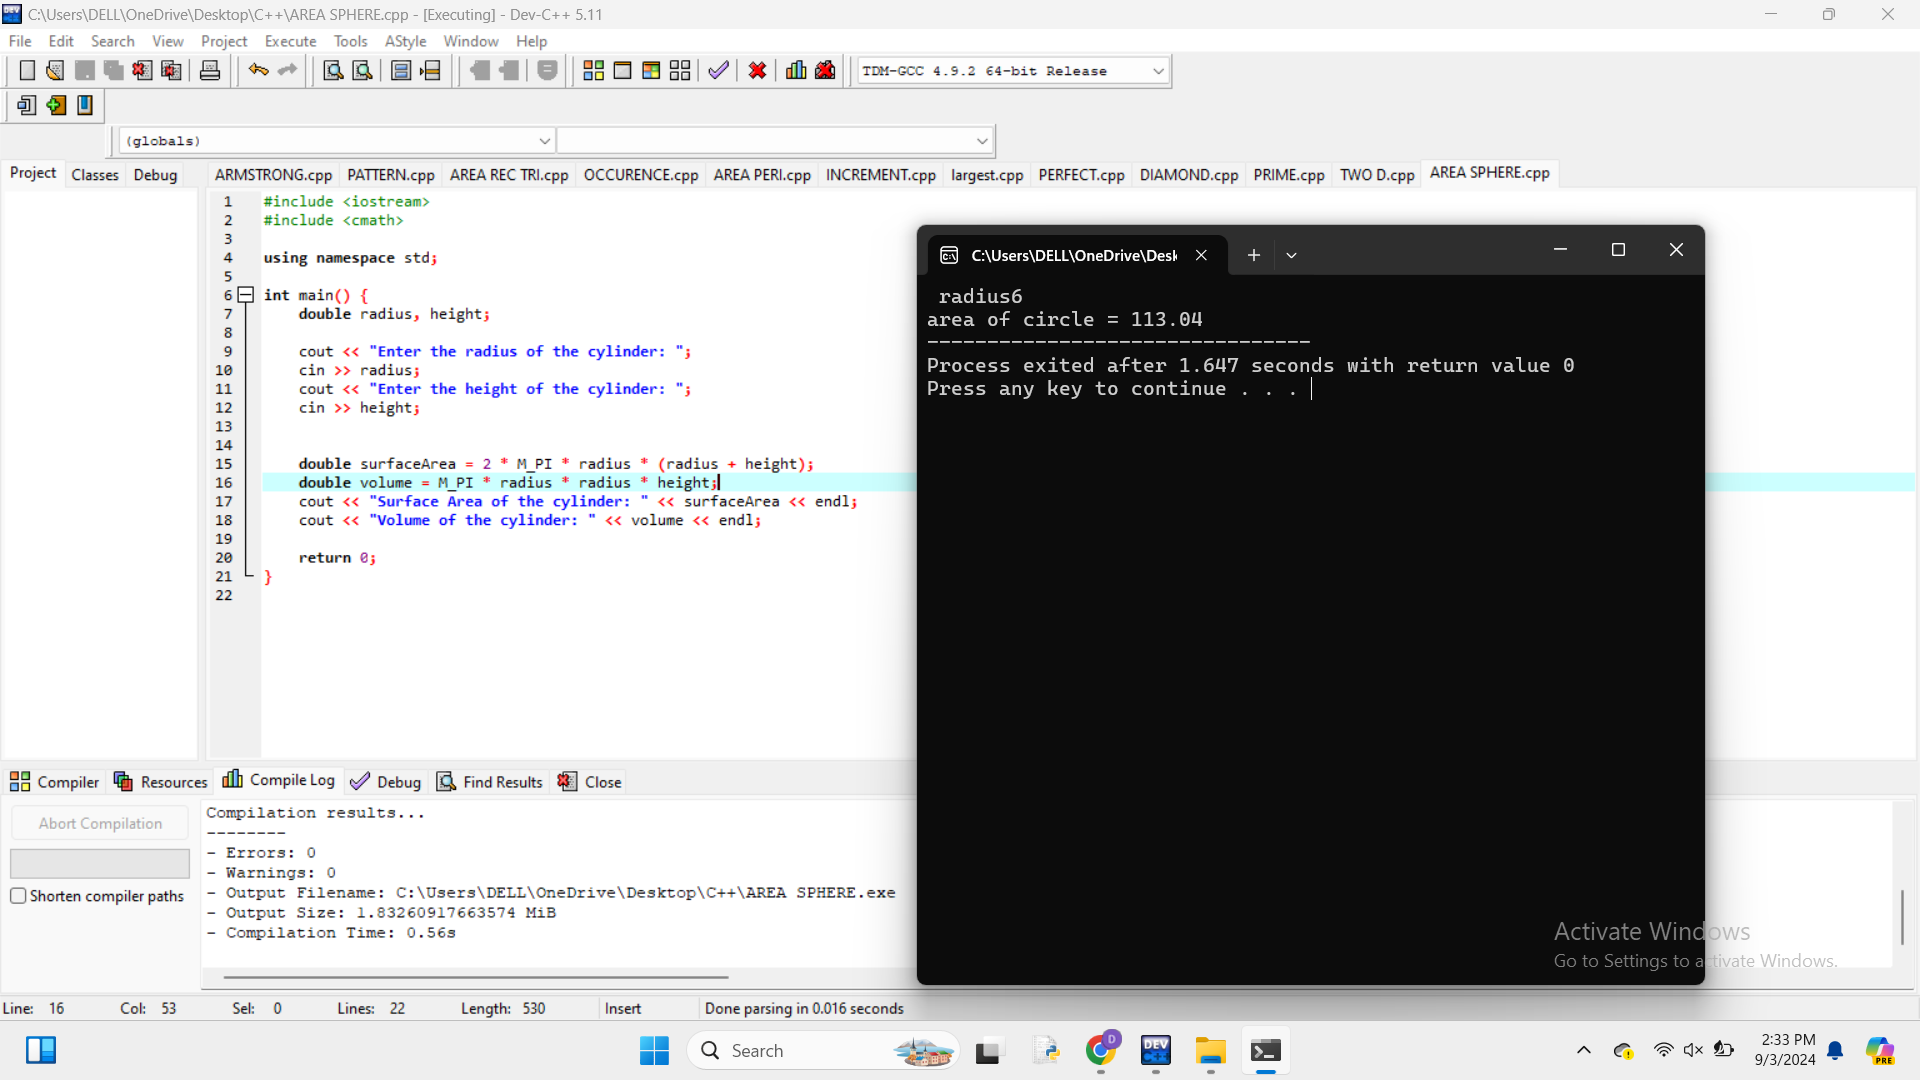 C:\Users\DELL\OneDrive\Desktop\C++\AREA SPHERE.cpp - [Executing] - Dev-C++ 5.11
File Edit Search View Project Execute Tools AStyle Window Help
TDM-GCC 4.9.2 64-bit Release
(globals)
Project Classes Debug
ARMSTRONG.cpp PATTERN.cpp AREA REC TRI.cpp OCCURENCE.cpp AREA PERI.cpp INCREMENT.cpp largest.cpp PERFECT.cpp DIAMOND.cpp PRIME.cpp TWO D.cpp AREA SPHERE.cpp
1 #include <iostream>
2 #include <cmath>
3
4 using namespace std;
5
6 int main() {
7 double radius, height;
8
9 cout << "Enter the radius of the cylinder: ";
10 cin >> radius;
11 cout << "Enter the height of the cylinder: ";
12 cin >> height;
13
14
15 double surfaceArea = 2 * M_PI * radius * (radius + height);
16 double volume = M_PI * radius * radius * height;
17 cout << "Surface Area of the cylinder: " << surfaceArea << endl;
18 cout << "Volume of the cylinder: " << volume << endl;
19
20 return 0;
21 }
22
C:\Users\DELL\OneDrive\Desk
radius6
area of circle = 113.04
--------------------------------
Process exited after 1.647 seconds with return value 0
Press any key to continue . . .
Compiler Resources Compile Log Debug Find Results Close
Abort Compilation
Shorten compiler paths
Compilation results...
--------
- Errors: 0
- Warnings: 0
- Output Filename: C:\Users\DELL\OneDrive\Desktop\C++\AREA SPHERE.exe
- Output Size: 1.83260917663574 MiB
- Compilation Time: 0.56s
Activate Windows
Go to Settings to activate Windows.
Line: 16 Col: 53 Sel: 0 Lines: 22 Length: 530 Insert Done parsing in 0.016 seconds
Search
DEV
D
PRE
2:33 PM
9/3/2024